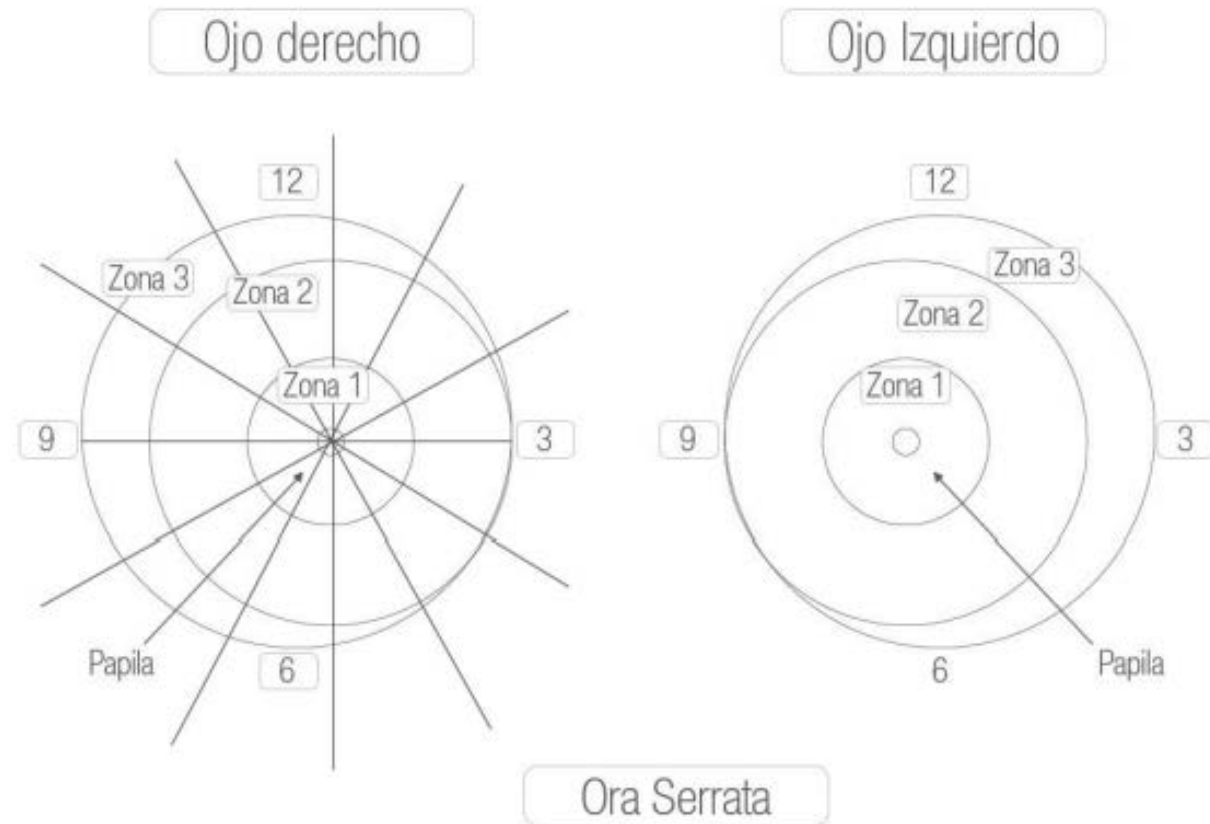 Ojo derecho
Ojo Izquierdo
12
12
Zona 3
Zona 2
Zona 1
Zona 3
Zona 2
Zona 1
9
3
9
3
Papila
6
6
Papila
Ora Serrata